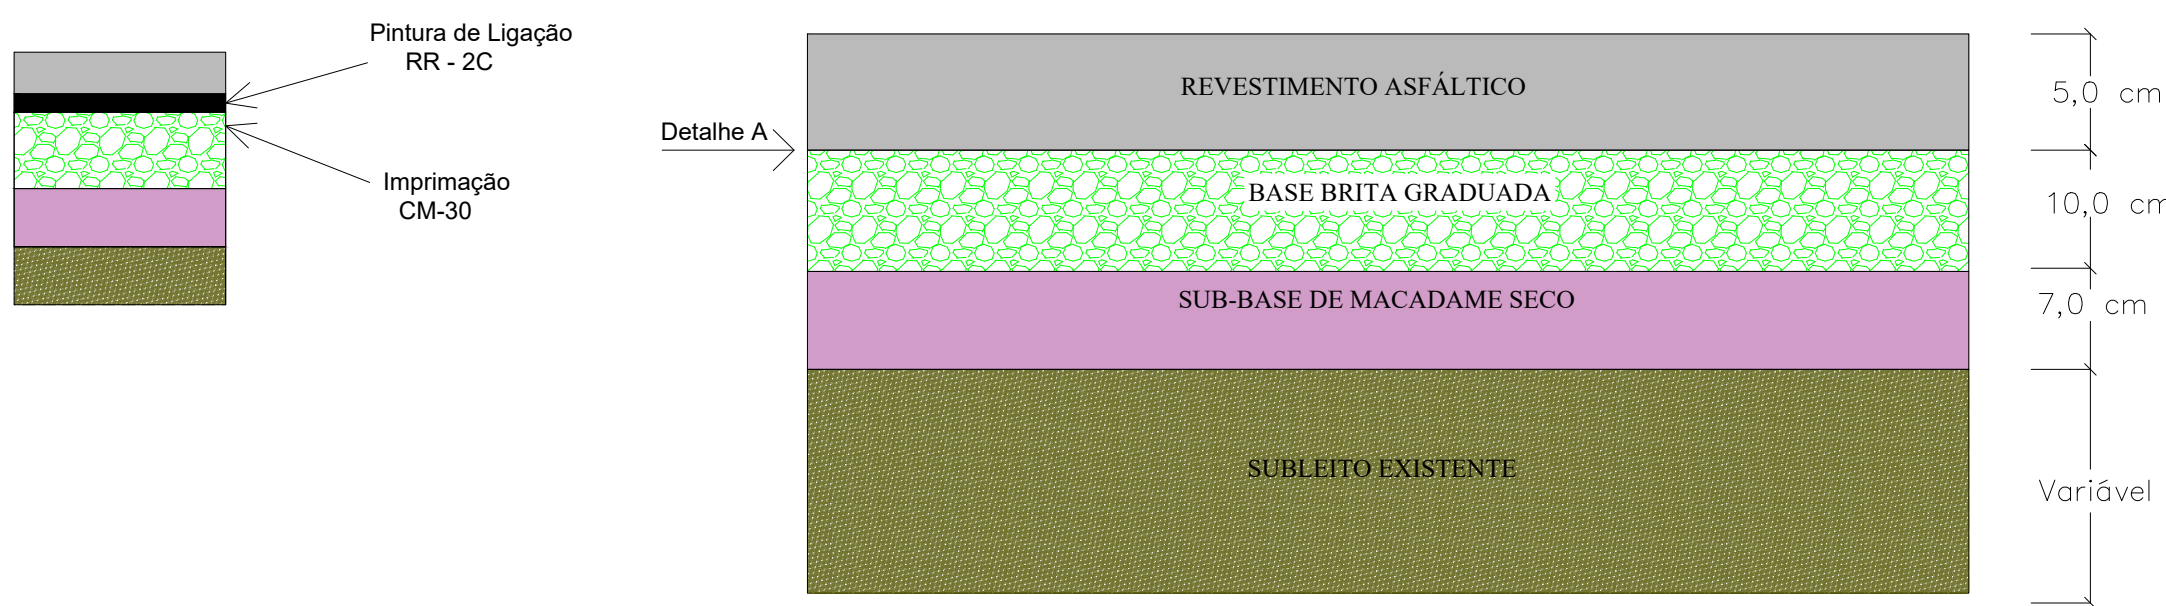 Pintura de Ligação
RR - 2C
Imprimação
CM-30
Detalhe A
REVESTIMENTO ASFÁLTICO
5,0 cm
BASE BRITA GRADUADA
10,0 cm
SUB-BASE DE MACADAME SECO
7,0 cm
SUBLEITO EXISTENTE
Variável